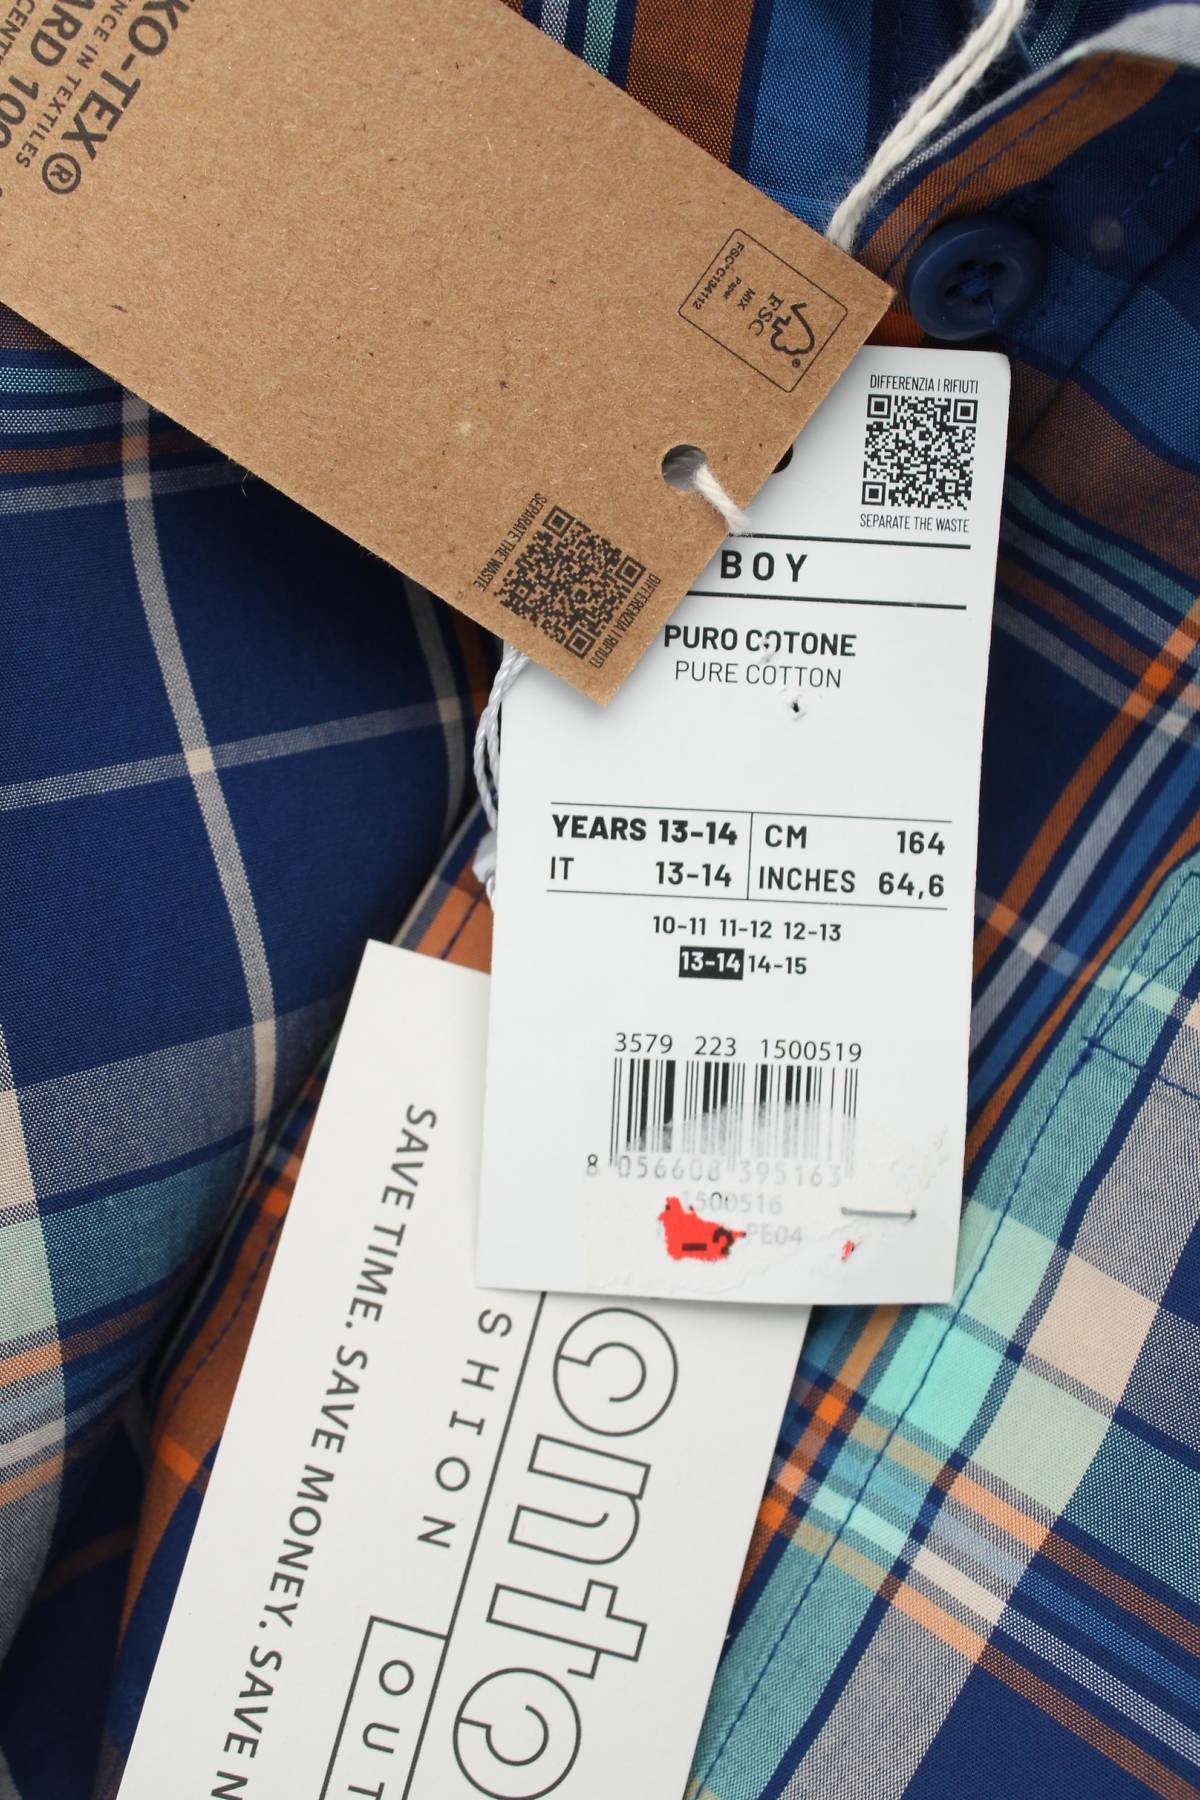 KO-TEX®
ENCE IN TEXTILES
FSC®
MIX
Paper
FSC® C134112
DIFFERENZIA I RIFIUTI
SEPARATE THE WASTE
DIFFERENZIA I RIFIUTI
SEPARATE THE WASTE
BOY
PURO COTONE
PURE COTTON
YEARS 13-14 CM 164
IT 13-14 INCHES 64,6
10-11 11-12 12-13
13-14 14-15
3579 223 1500519
8 056608 395163
1500516
PE04
SHION
OUT
SAVE TIME. SAVE MONEY. SAVE N